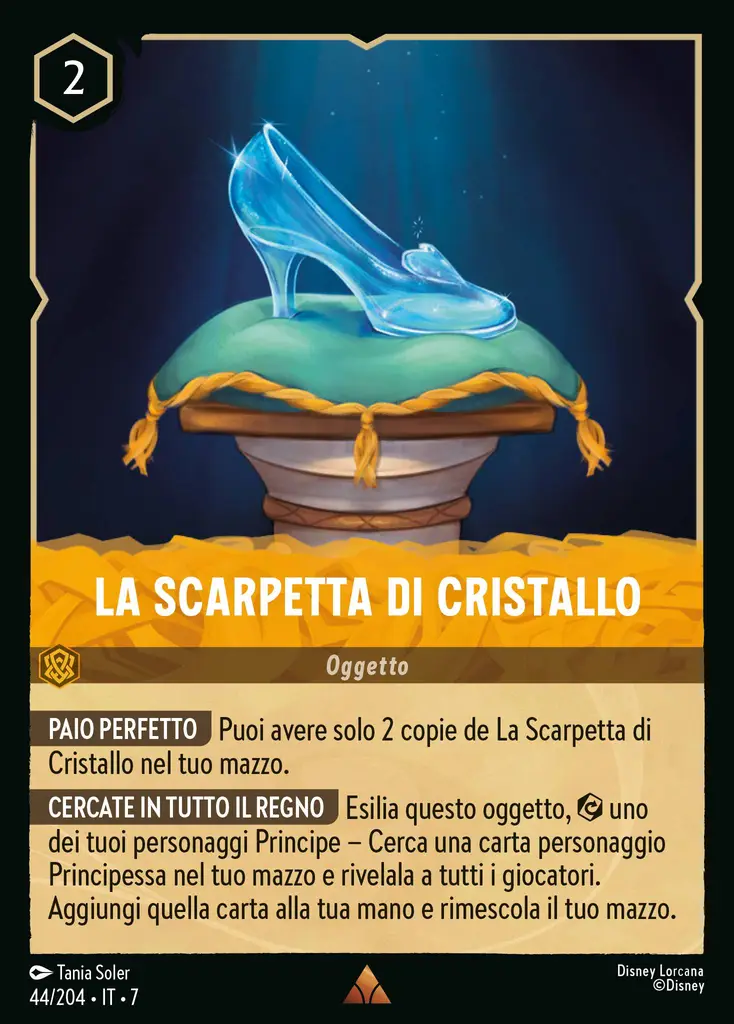 2
LA SCARPETTA DI CRISTALLO
Oggetto
PAIO PERFETTO Puoi avere solo 2 copie de La Scarpetta di
Cristallo nel tuo mazzo.
CERCATE IN TUTTO IL REGNO Esilia questo oggetto, uno
dei tuoi personaggi Principe – Cerca una carta personaggio
Principessa nel tuo mazzo e rivelala a tutti i giocatori.
Aggiungi quella carta alla tua mano e rimescola il tuo mazzo.
Tania Soler
Disney Lorcana
44/204 • IT • 7
©Disney